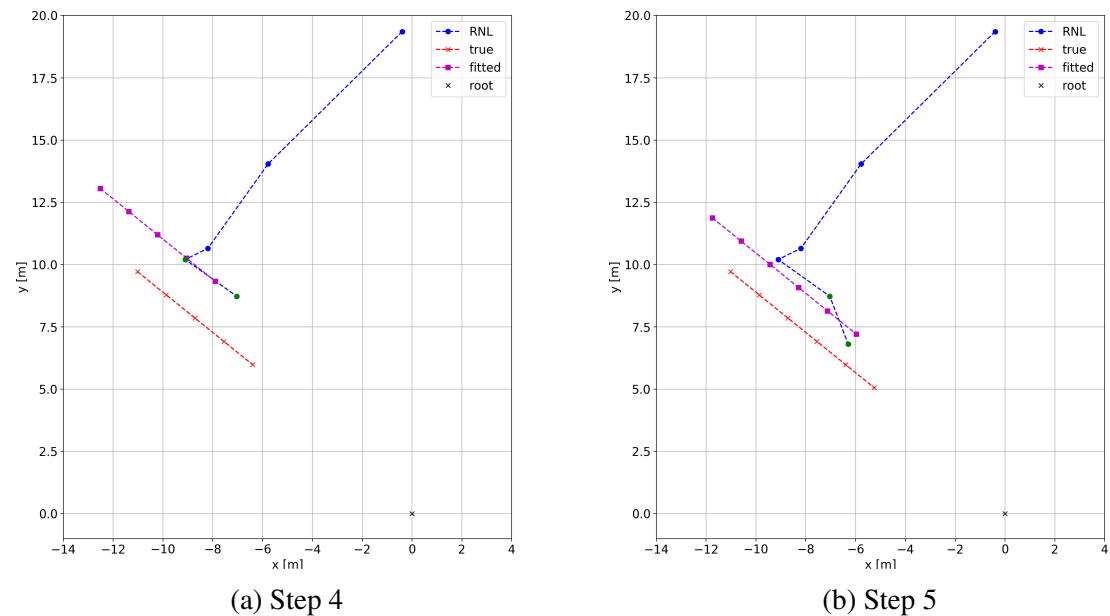 20.0
17.5
15.0
12.5
10.0
7.5
5.0
2.5
0.0
y [m]
−14 −12 −10 −8 −6 −4 −2 0 2 4
x [m]
RNL
true
fitted
root
(a) Step 4
20.0
17.5
15.0
12.5
10.0
7.5
5.0
2.5
0.0
y [m]
−14 −12 −10 −8 −6 −4 −2 0 2 4
x [m]
RNL
true
fitted
root
(b) Step 5